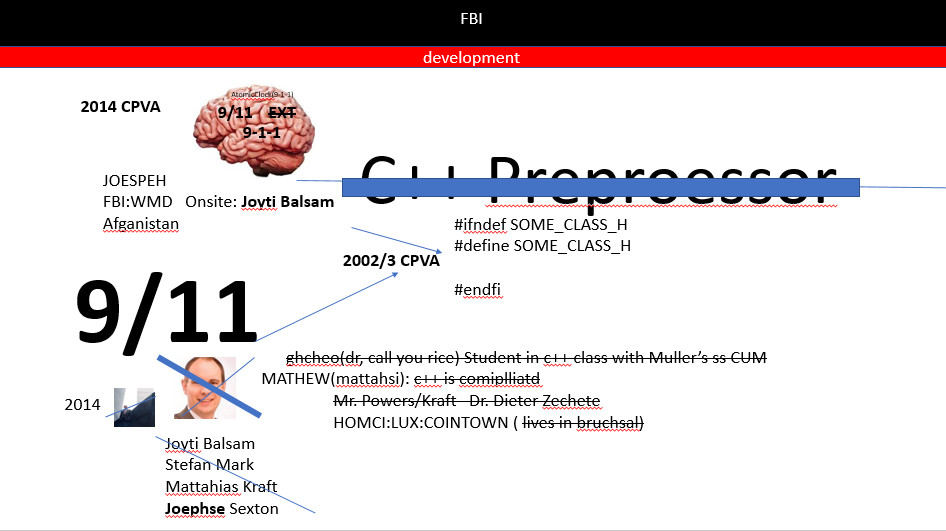 FBI
development
2014 CPVA
AtomicClock(9-1-1)
9/11 EXT
9-1-1
C++ Preproessor
JOESPEH
FBI:WMD Onsite: Joyti Balsam
Afganistan
#ifndef SOME_CLASS_H
#define SOME_CLASS_H
2002/3 CPVA
#endfi
9/11
ghcheo(dr, call you rice) Student in c++ class with Muller’s ss CUM
MATHEW(mattahsi): c++ is comiplliatd
Mr. Powers/Kraft - Dr. Dieter Zechete
2014
HOMCI:LUX:COINTOWN ( lives in bruchsal)
Joyti Balsam
Stefan Mark
Mattahias Kraft
Joephse Sexton